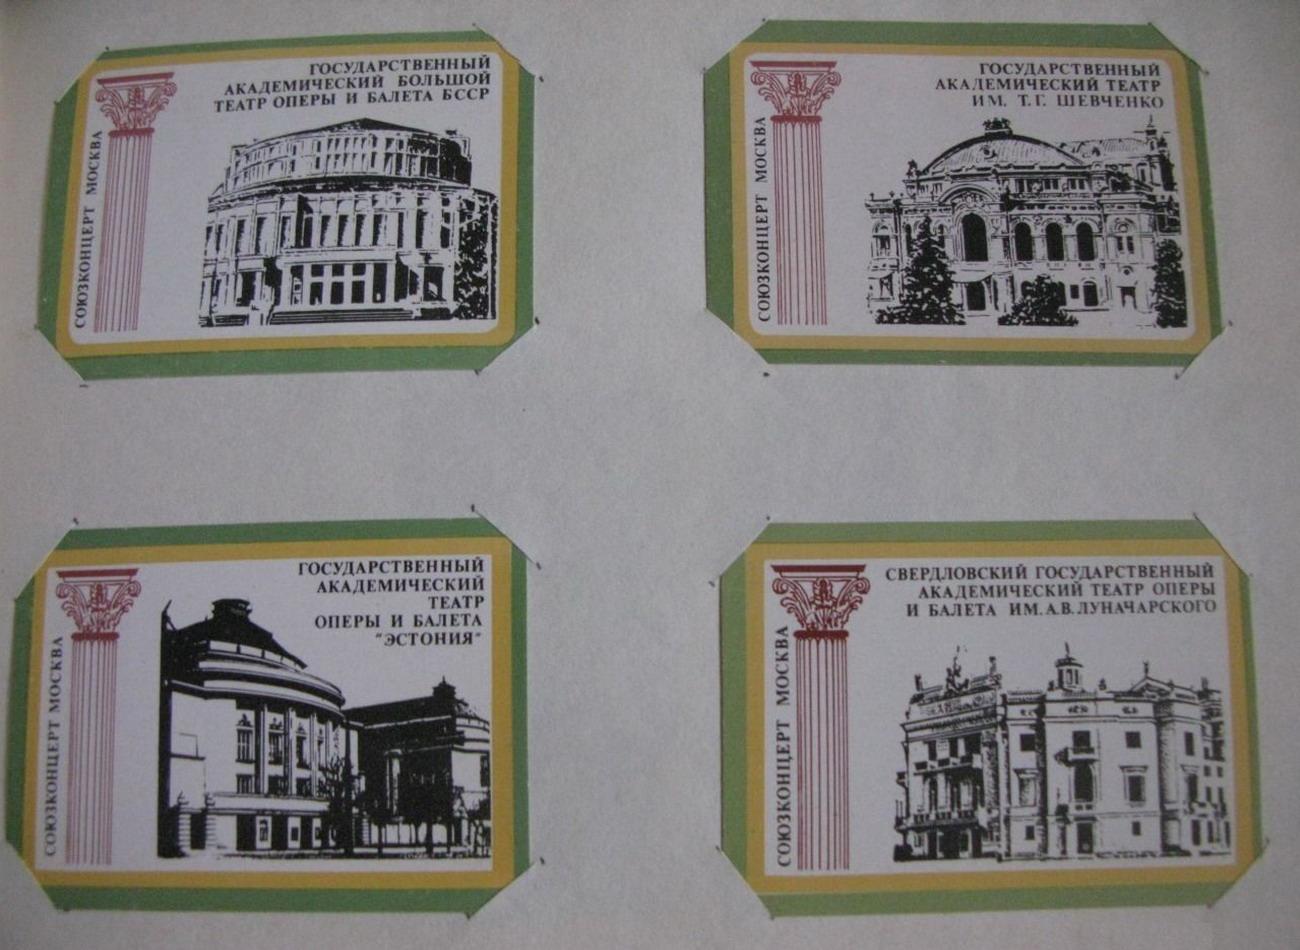 ГОСУДАРСТВЕННЫЙ
АКАДЕМИЧЕСКИЙ БОЛЬШОЙ
ТЕАТР ОПЕРЫ И БАЛЕТА БССР
СОЮЗКОНЦЕРТ МОСКВА
ГОСУДАРСТВЕННЫЙ
АКАДЕМИЧЕСКИЙ ТЕАТР
ИМ. Т.Г. ШЕВЧЕНКО
СОЮЗКОНЦЕРТ МОСКВА
ГОСУДАРСТВЕННЫЙ
АКАДЕМИЧЕСКИЙ
ТЕАТР
ОПЕРЫ И БАЛЕТА
"ЭСТОНИЯ"
СОЮЗКОНЦЕРТ МОСКВА
СВЕРДЛОВСКИЙ ГОСУДАРСТВЕННЫЙ
АКАДЕМИЧЕСКИЙ ТЕАТР ОПЕРЫ
И БАЛЕТА ИМ. А.В. ЛУНАЧАРСКОГО
СОЮЗКОНЦЕРТ МОСКВА